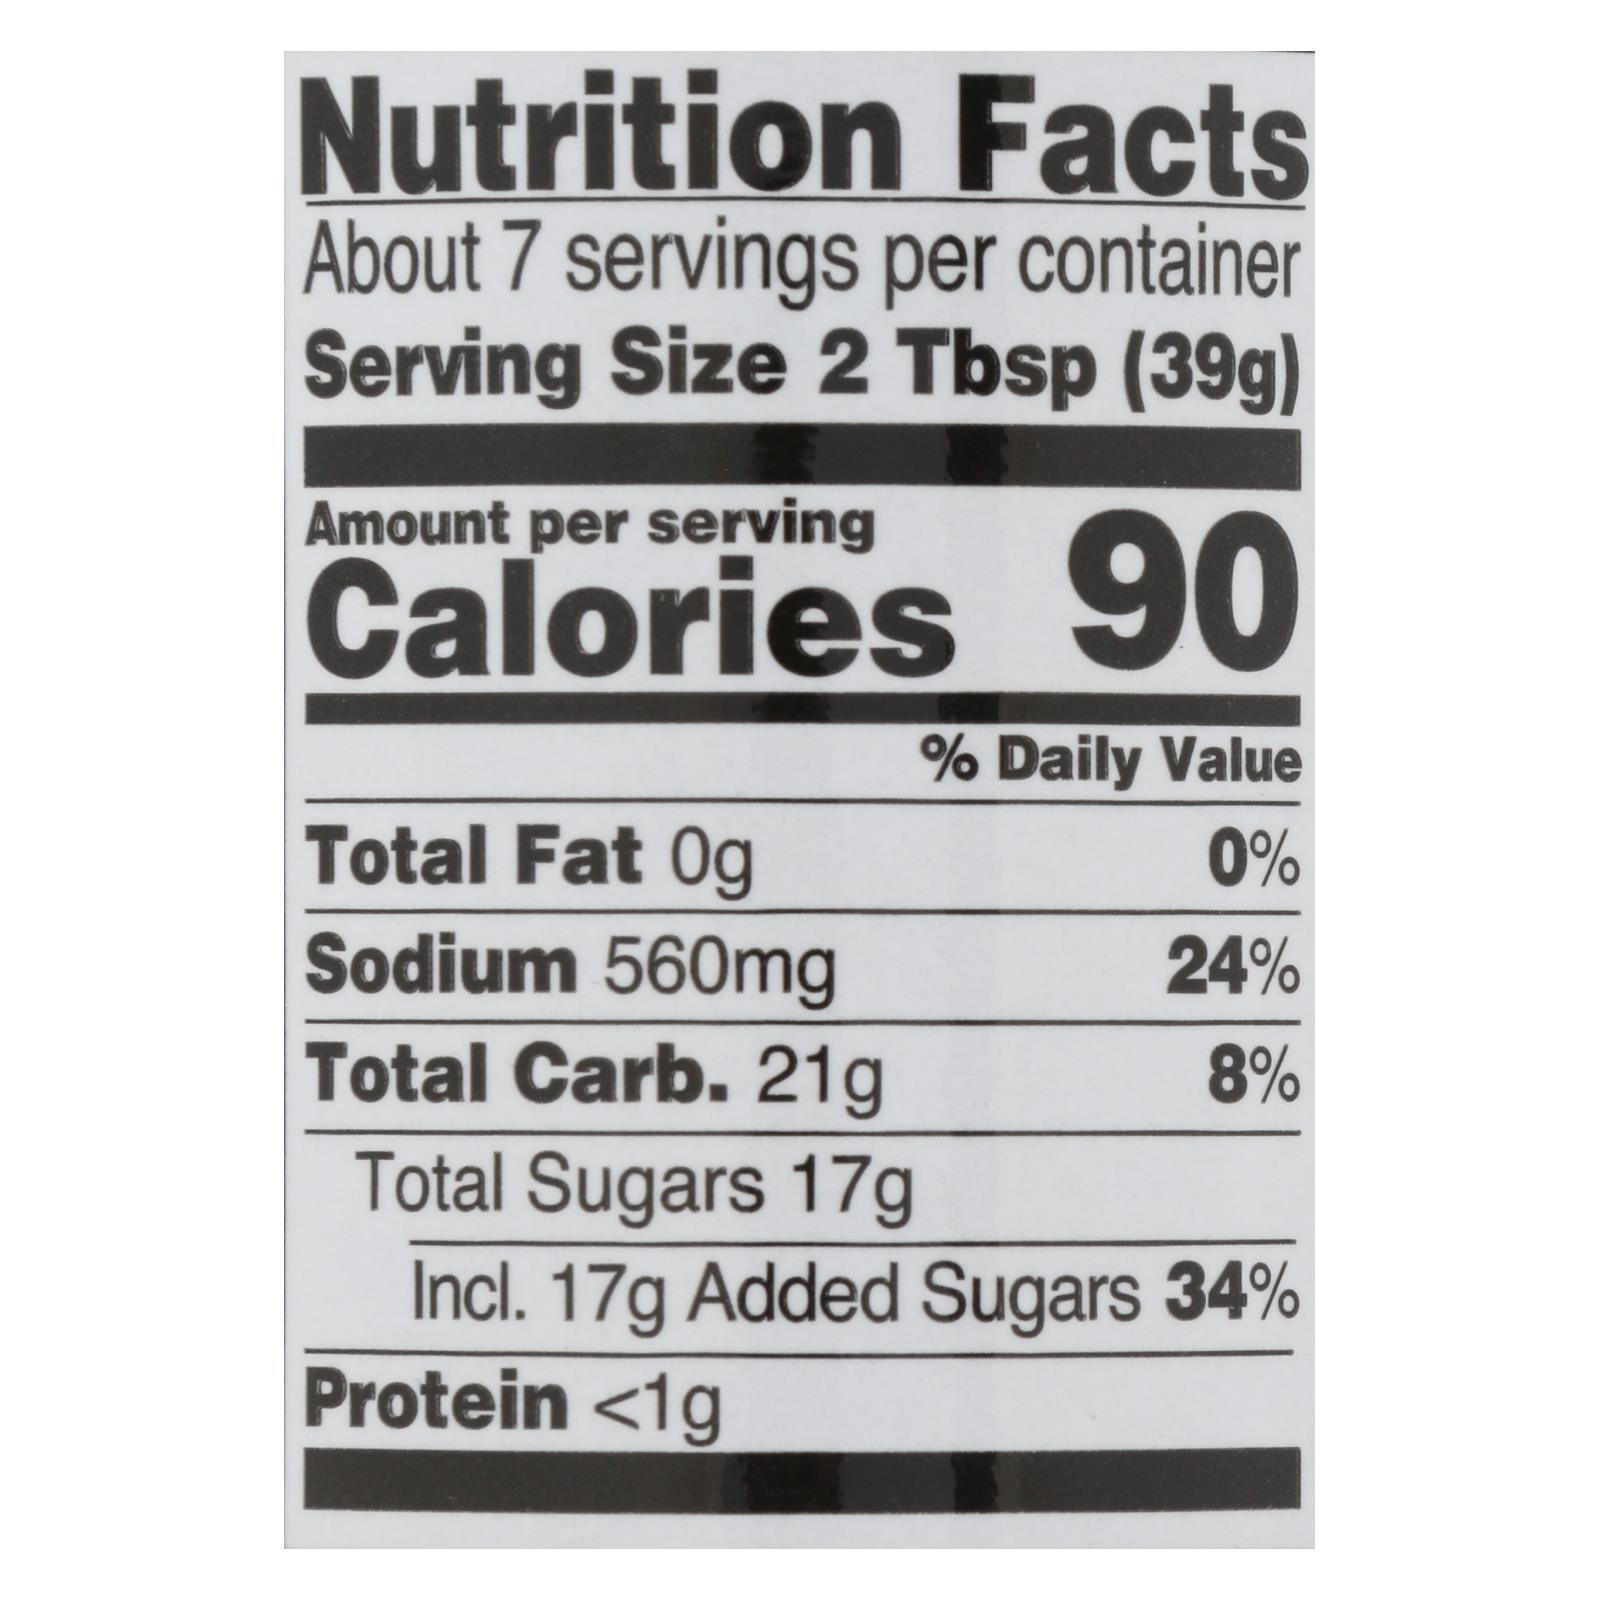 Nutrition Facts
About 7 servings per container
Serving Size 2 Tbsp (39g)
Amount per serving
Calories 90
% Daily Value
Total Fat 0g 0%
Sodium 560mg 24%
Total Carb. 21g 8%
Total Sugars 17g
Incl. 17g Added Sugars 34%
Protein <1g